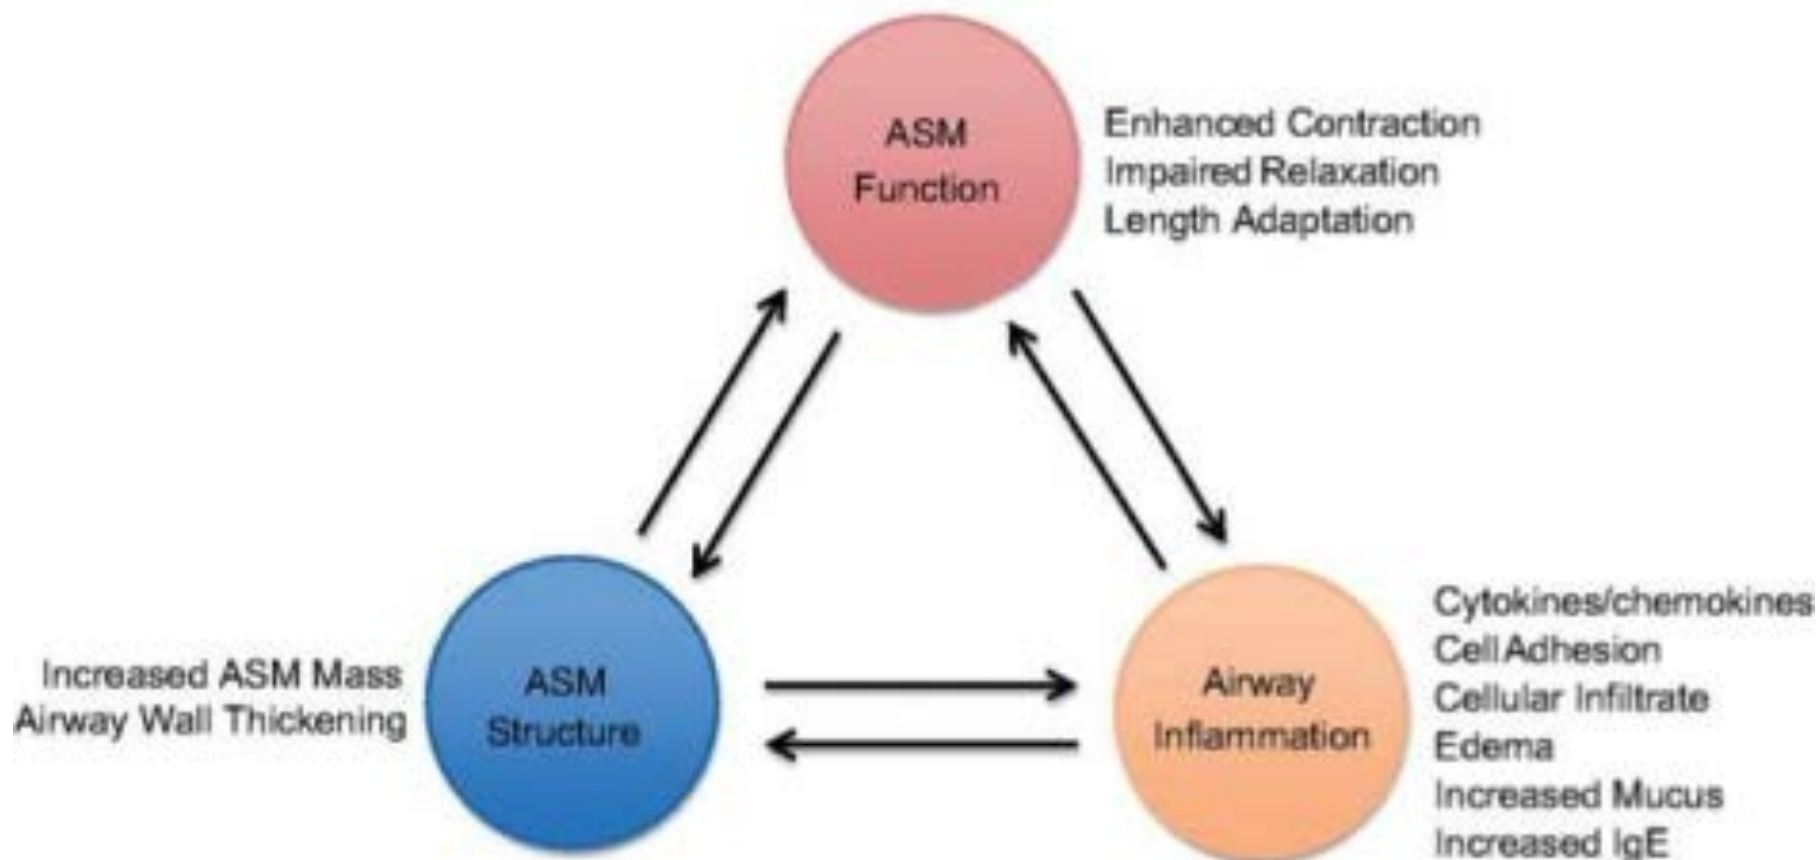 ASM
Function
Enhanced Contraction
Impaired Relaxation
Length Adaptation
Increased ASM Mass
Airway Wall Thickening
ASM
Structure
Airway
Inflammation
Cytokines/chemokines
Cell Adhesion
Cellular Infiltrate
Edema
Increased Mucus
Increased IgE